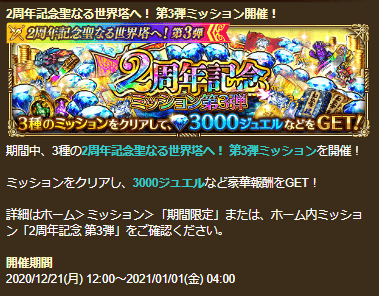 2周年記念聖なる世界塔へ！ 第3弾ミッション開催！
2周年記念聖なる世界塔へ！ 第3弾
2周年記念
ミッション第3弾
3種のミッションをクリアして、3000ジュエルなどをGET!
期間中、3種の2周年記念聖なる世界塔へ！ 第3弾ミッションを開催！
ミッションをクリアし、3000ジュエルなど豪華報酬をGET！
詳細はホーム＞ミッション＞「期間限定」または、ホーム内ミッショ
ン「2周年記念 第3弾」をご確認ください。
開催期間
2020/12/21(月) 12:00～2021/01/01(金) 04:00